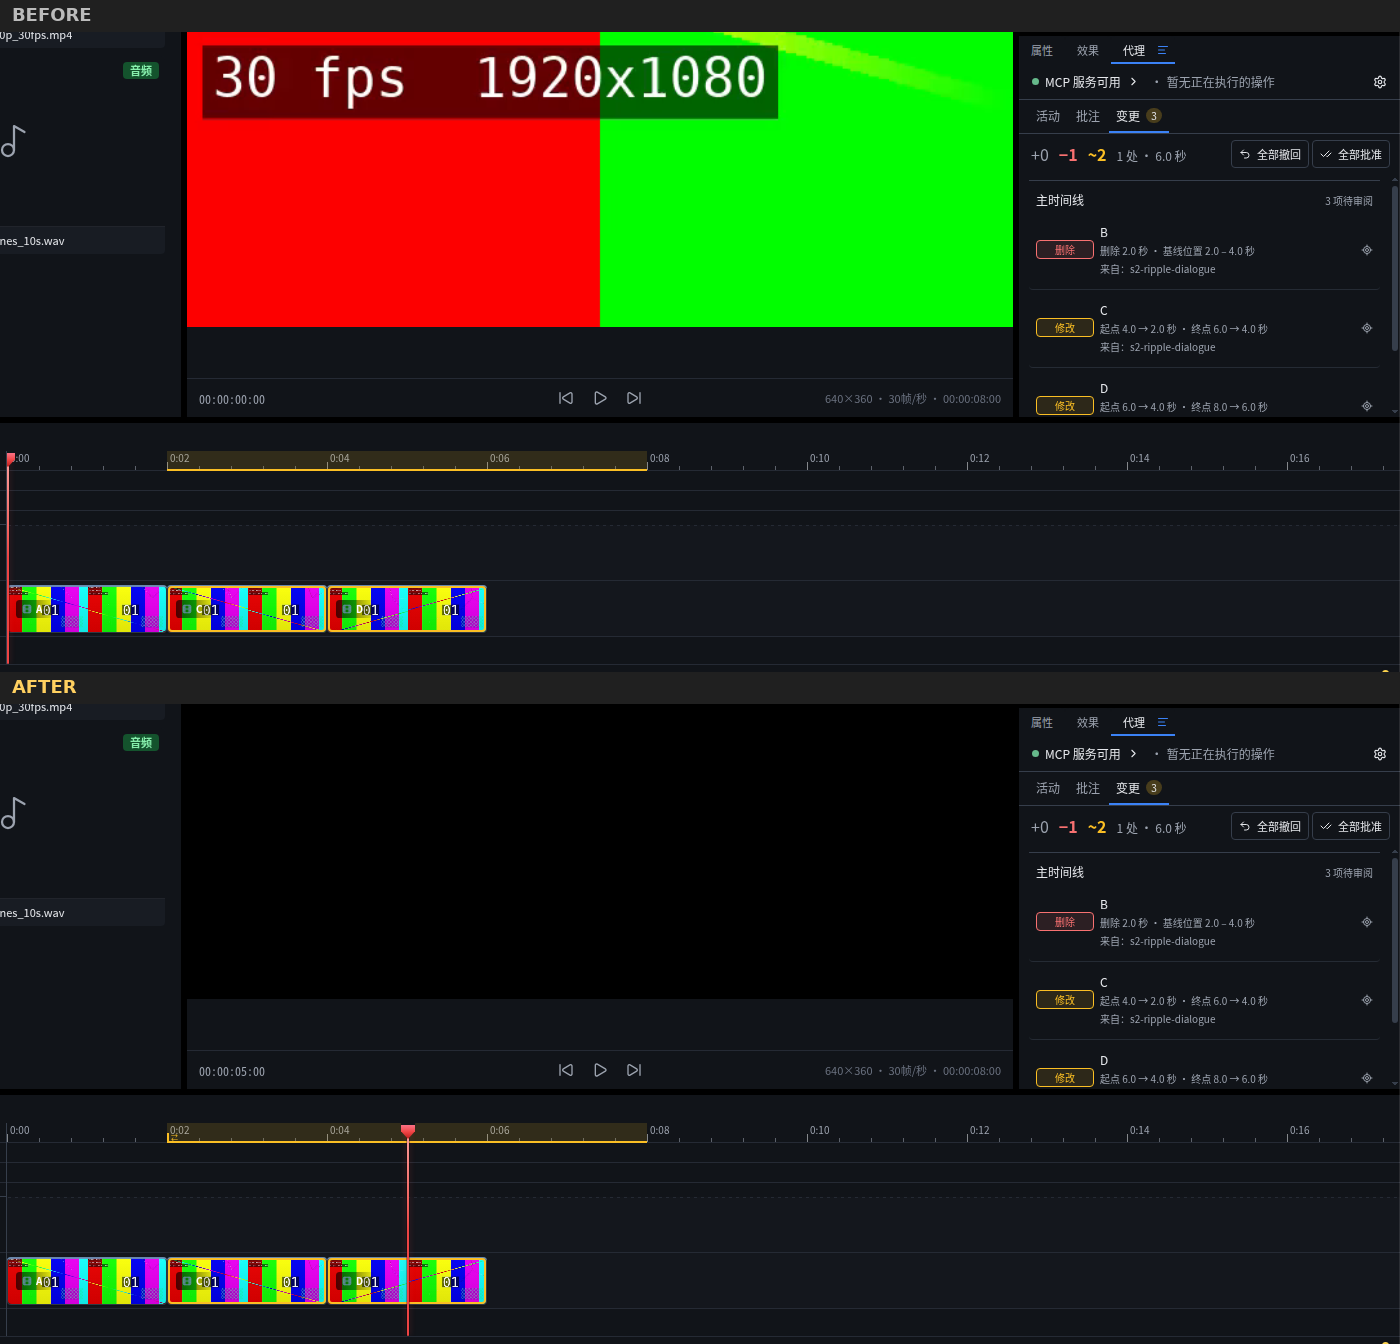 BEFORE
0p_30fps.mp4
音频
nes_10s.wav
30 fps 1920x1080
00:00:00:00
640×360 · 30帧/秒 · 00:00:08:00
属性 效果 代理
MCP 服务可用 · 暂无正在执行的操作
活动 批注 变更 3
+0 −1 ~2 1 处 · 6.0 秒 全部撤回 全部批准
主时间线 3 项待审阅
B
删除 删除 2.0 秒 · 基线位置 2.0 – 4.0 秒
来自：s2-ripple-dialogue
C
修改 起点 4.0 → 2.0 秒 · 终点 6.0 → 4.0 秒
来自：s2-ripple-dialogue
D
修改 起点 6.0 → 4.0 秒 · 终点 8.0 → 6.0 秒
:00 0:02 0:04 0:06 0:08 0:10 0:12 0:14 0:16
A 01 01 C 01 01 D 01 01
AFTER
0p_30fps.mp4
音频
nes_10s.wav
00:00:05:00
640×360 · 30帧/秒 · 00:00:08:00
属性 效果 代理
MCP 服务可用 · 暂无正在执行的操作
活动 批注 变更 3
+0 −1 ~2 1 处 · 6.0 秒 全部撤回 全部批准
主时间线 3 项待审阅
B
删除 删除 2.0 秒 · 基线位置 2.0 – 4.0 秒
来自：s2-ripple-dialogue
C
修改 起点 4.0 → 2.0 秒 · 终点 6.0 → 4.0 秒
来自：s2-ripple-dialogue
D
修改 起点 6.0 → 4.0 秒 · 终点 8.0 → 6.0 秒
0:00 0:02 0:04 0:06 0:08 0:10 0:12 0:14 0:16
A 01 01 C 01 01 D 01 01